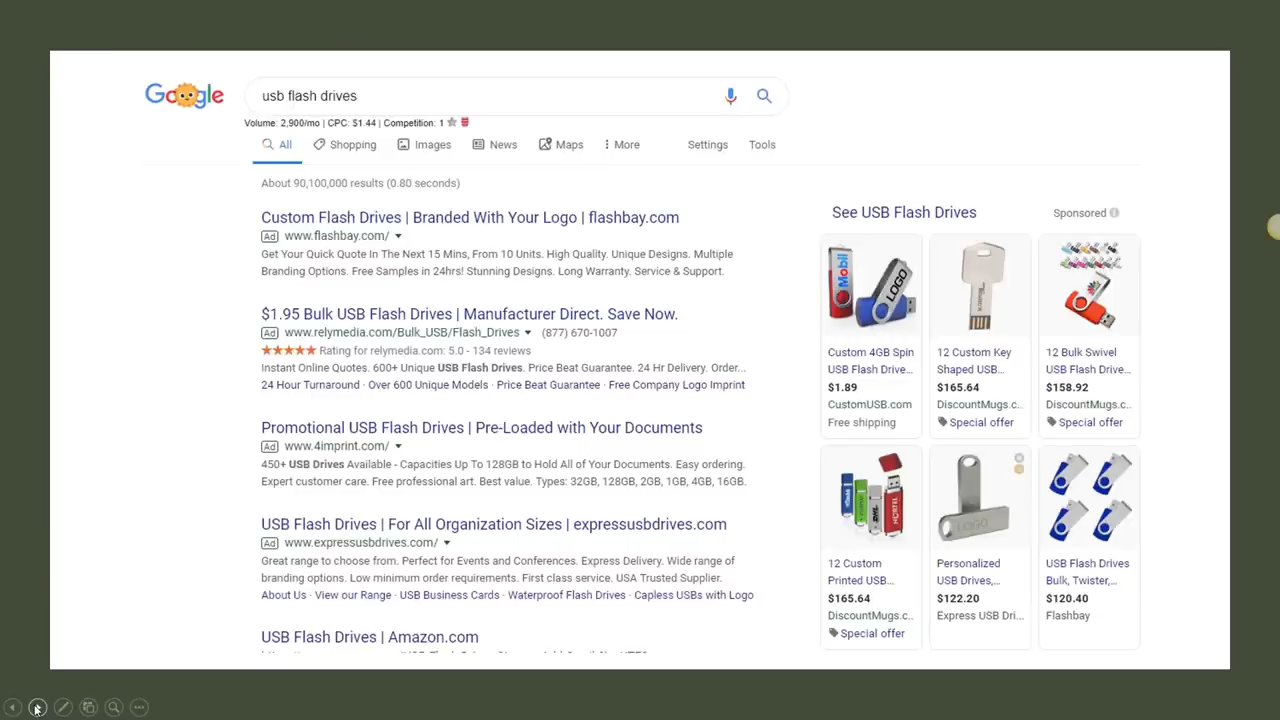 Google
usb flash drives
Volume: 2,900/mo | CPC: $1.44 | Competition: 1
All Shopping Images News Maps More Settings Tools
About 90,100,000 results (0.80 seconds)
Custom Flash Drives | Branded With Your Logo | flashbay.com
Ad www.flashbay.com/
Get Your Quick Quote In The Next 15 Mins, From 10 Units. High Quality. Unique Designs. Multiple
Branding Options. Free Samples in 24hrs! Stunning Designs. Long Warranty. Service & Support.
$1.95 Bulk USB Flash Drives | Manufacturer Direct. Save Now.
Ad www.relymedia.com/Bulk_USB/Flash_Drives (877) 670-1007
Rating for relymedia.com: 5.0 - 134 reviews
Instant Online Quotes. 600+ Unique USB Flash Drives. Price Beat Guarantee. 24 Hr Delivery. Order...
24 Hour Turnaround · Over 600 Unique Models · Price Beat Guarantee · Free Company Logo Imprint
Promotional USB Flash Drives | Pre-Loaded with Your Documents
Ad www.4imprint.com/
450+ USB Drives Available - Capacities Up To 128GB to Hold All of Your Documents. Easy ordering.
Expert customer care. Free professional art. Best value. Types: 32GB, 128GB, 2GB, 1GB, 4GB, 16GB.
USB Flash Drives | For All Organization Sizes | expressusbdrives.com
Ad www.expressusbdrives.com/
Great range to choose from. Perfect for Events and Conferences. Express Delivery. Wide range of
branding options. Low minimum order requirements. First class service. USA Trusted Supplier.
About Us · View our Range · USB Business Cards · Waterproof Flash Drives · Capless USBs with Logo
USB Flash Drives | Amazon.com
See USB Flash Drives Sponsored
Mobil
LOGO
Custom 4GB Spin
USB Flash Drive...
$1.89
CustomUSB.com
Free shipping
12 Custom Key
Shaped USB...
$165.64
DiscountMugs.c..
Special offer
12 Bulk Swivel
USB Flash Drive...
$158.92
DiscountMugs.c..
Special offer
NORTEL
12 Custom
Printed USB...
$165.64
DiscountMugs.c..
Special offer
LOGO
Personalized
USB Drives,...
$122.20
Express USB Dri...
USB Flash Drives
Bulk, Twister,...
$120.40
Flashbay